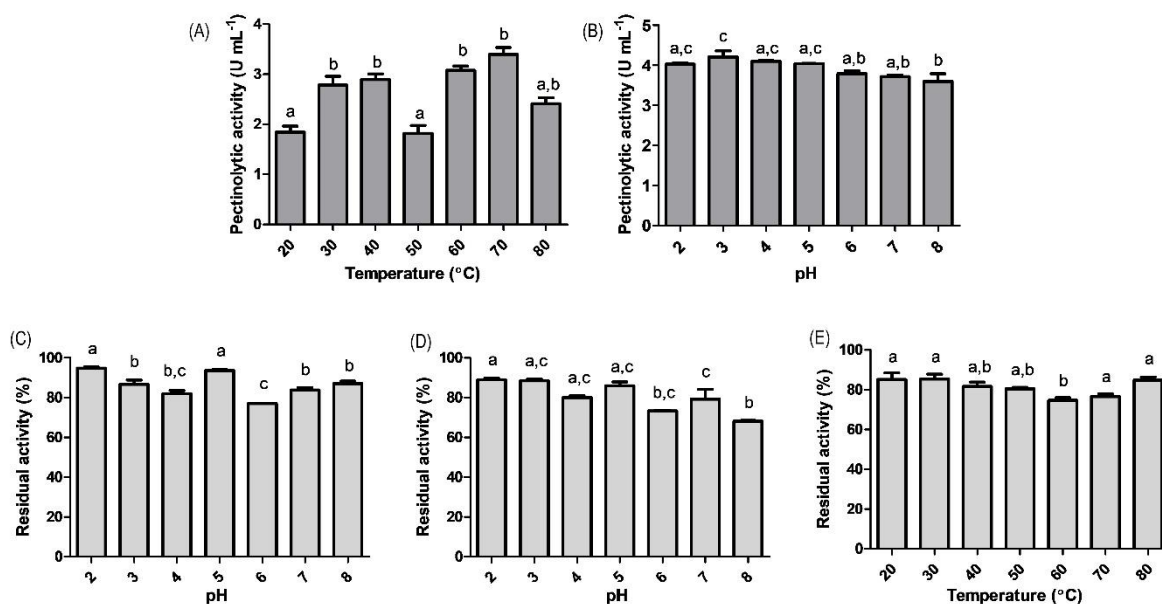 (A)
Pectinolytic activity (U mL⁻¹)
4
3
2
1
0
a
b
b
a
b
b
a,b
20
30
40
50
60
70
80
Temperature (°C)
(B)
Pectinolytic activity (U mL⁻¹)
5
4
3
2
1
0
a,c
c
a,c
a,c
a,b
a,b
b
2
3
4
5
6
7
8
pH
(C)
Residual activity (%)
100
80
60
40
20
0
a
b
b,c
a
c
b
b
2
3
4
5
6
7
8
pH
(D)
Residual activity (%)
100
80
60
40
20
0
a
a,c
a,c
a,c
b,c
c
b
2
3
4
5
6
7
8
pH
(E)
Residual activity (%)
100
80
60
40
20
0
a
a
a,b
a,b
b
a
a
20
30
40
50
60
70
80
Temperature (°C)